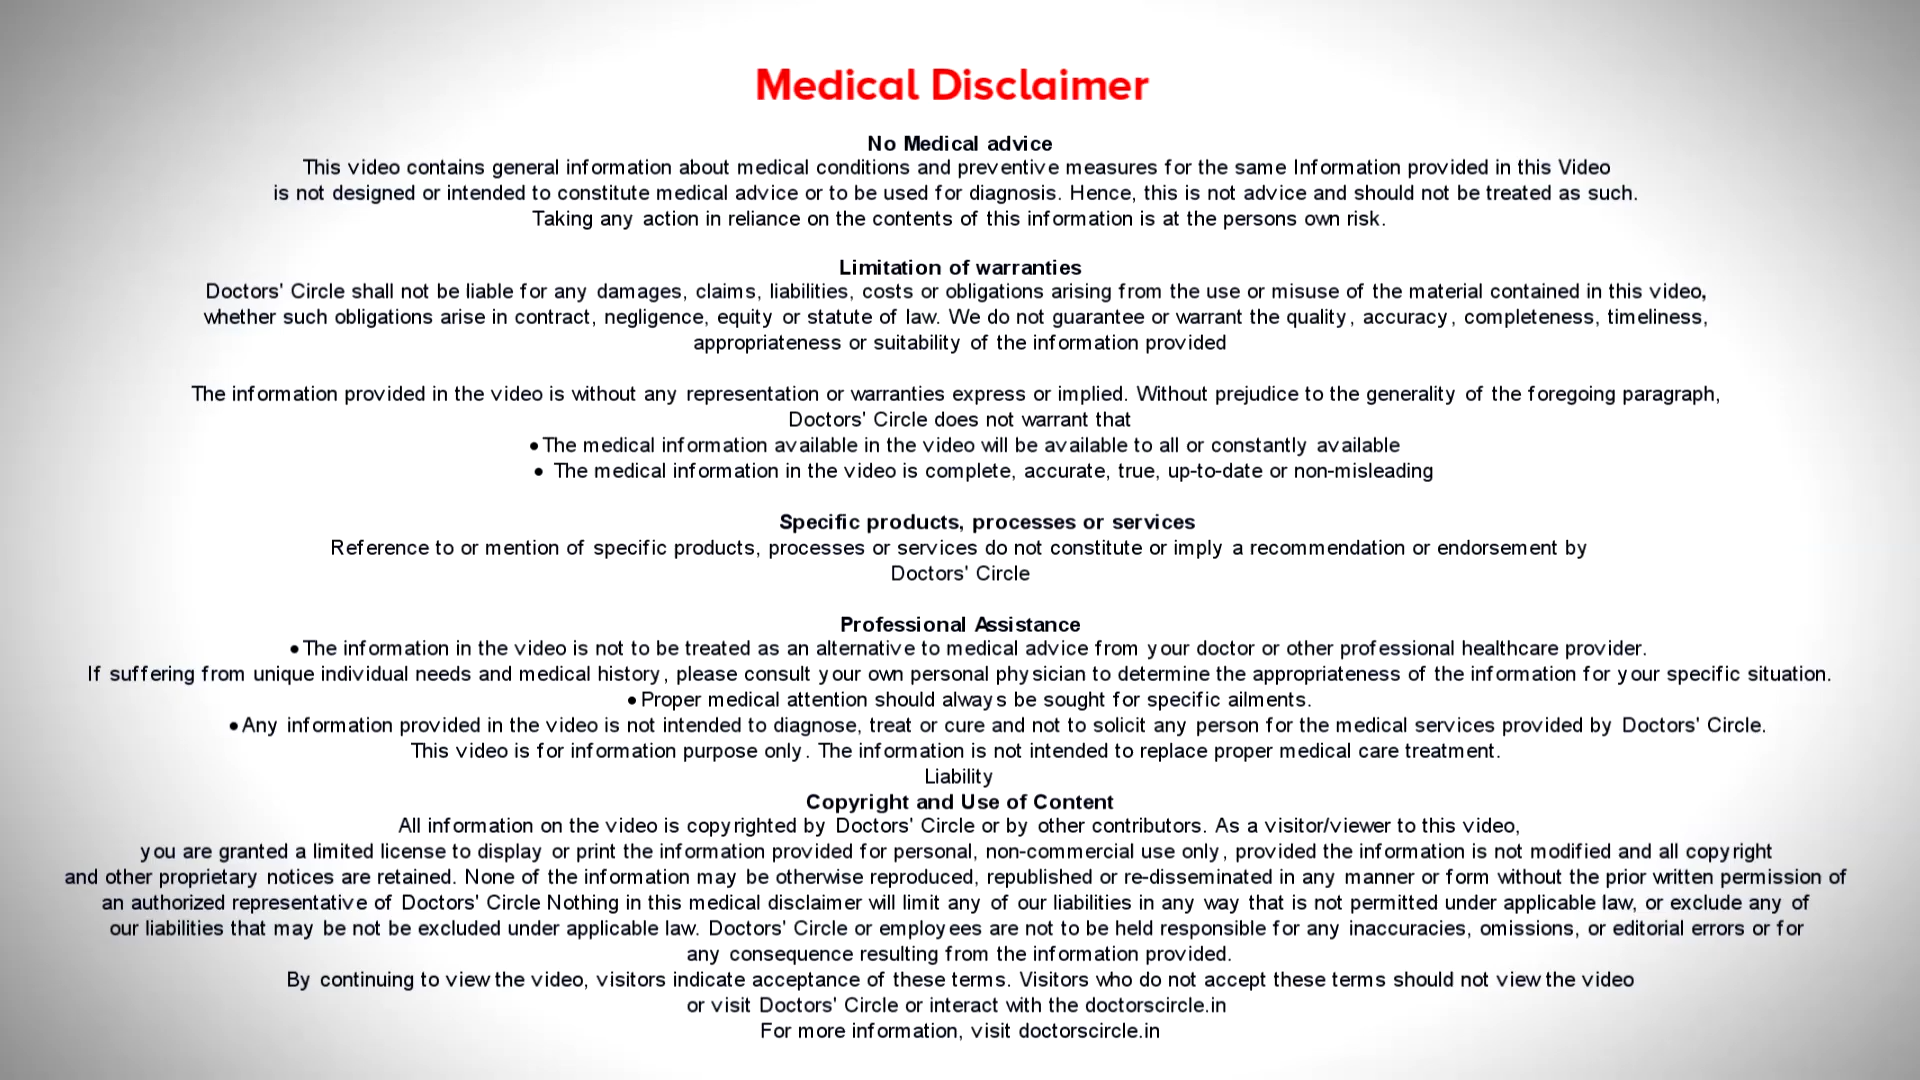 Medical Disclaimer
No Medical advice
This video contains general information about medical conditions and preventive measures for the same Information provided in this Video
is not designed or intended to constitute medical advice or to be used for diagnosis. Hence, this is not advice and should not be treated as such.
Taking any action in reliance on the contents of this information is at the persons own risk.
Limitation of warranties
Doctors' Circle shall not be liable for any damages, claims, liabilities, costs or obligations arising from the use or misuse of the material contained in this video,
whether such obligations arise in contract, negligence, equity or statute of law. We do not guarantee or warrant the quality, accuracy, completeness, timeliness,
appropriateness or suitability of the information provided
The information provided in the video is without any representation or warranties express or implied. Without prejudice to the generality of the foregoing paragraph,
Doctors' Circle does not warrant that
• The medical information available in the video will be available to all or constantly available
• The medical information in the video is complete, accurate, true, up-to-date or non-misleading
Specific products, processes or services
Reference to or mention of specific products, processes or services do not constitute or imply a recommendation or endorsement by
Doctors' Circle
Professional Assistance
• The information in the video is not to be treated as an alternative to medical advice from your doctor or other professional healthcare provider.
If suffering from unique individual needs and medical history, please consult your own personal physician to determine the appropriateness of the information for your specific situation.
• Proper medical attention should always be sought for specific ailments.
• Any information provided in the video is not intended to diagnose, treat or cure and not to solicit any person for the medical services provided by Doctors' Circle.
This video is for information purpose only. The information is not intended to replace proper medical care treatment.
Liability
Copyright and Use of Content
All information on the video is copyrighted by Doctors' Circle or by other contributors. As a visitor/viewer to this video,
you are granted a limited license to display or print the information provided for personal, non-commercial use only, provided the information is not modified and all copyright
and other proprietary notices are retained. None of the information may be otherwise reproduced, republished or re-disseminated in any manner or form without the prior written permission of
an authorized representative of Doctors' Circle Nothing in this medical disclaimer will limit any of our liabilities in any way that is not permitted under applicable law, or exclude any of
our liabilities that may be not be excluded under applicable law. Doctors' Circle or employees are not to be held responsible for any inaccuracies, omissions, or editorial errors or for
any consequence resulting from the information provided.
By continuing to view the video, visitors indicate acceptance of these terms. Visitors who do not accept these terms should not view the video
or visit Doctors' Circle or interact with the doctorscircle.in
For more information, visit doctorscircle.in